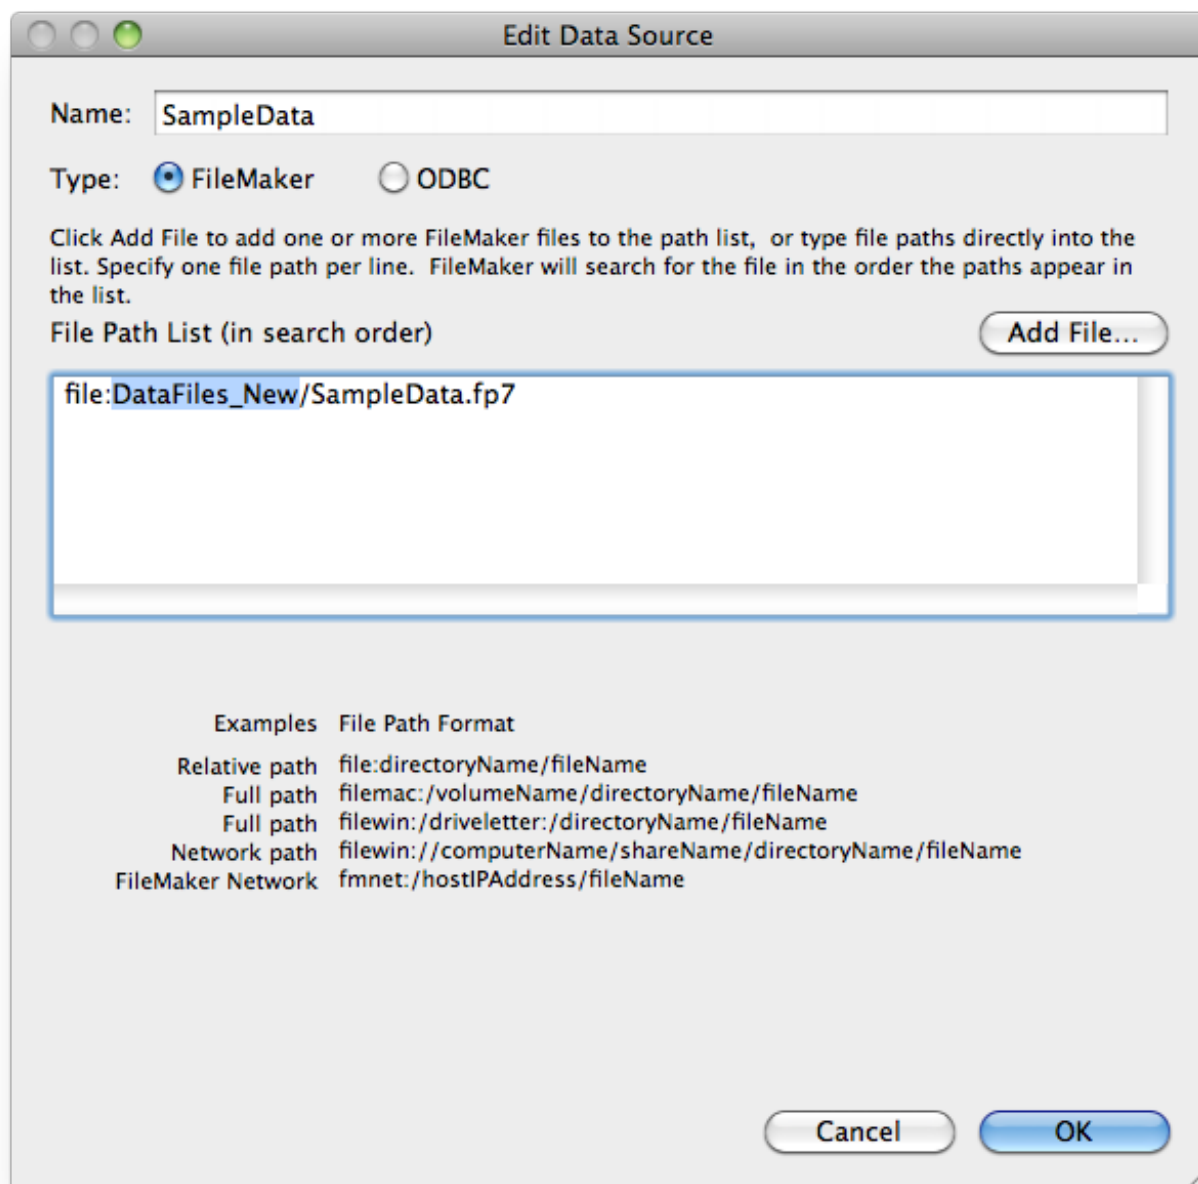 Edit Data Source
Name: SampleData
Type: FileMaker ODBC
Click Add File to add one or more FileMaker files to the path list, or type file paths directly into the
list. Specify one file path per line. FileMaker will search for the file in the order the paths appear in
the list.
File Path List (in search order) Add File...
file:DataFiles_New/SampleData.fp7
Examples File Path Format
Relative path file:directoryName/fileName
Full path filemac:/volumeName/directoryName/fileName
Full path filewin:/driveletter:/directoryName/fileName
Network path filewin://computerName/shareName/directoryName/fileName
FileMaker Network fmnet:/hostIPAddress/fileName
Cancel OK